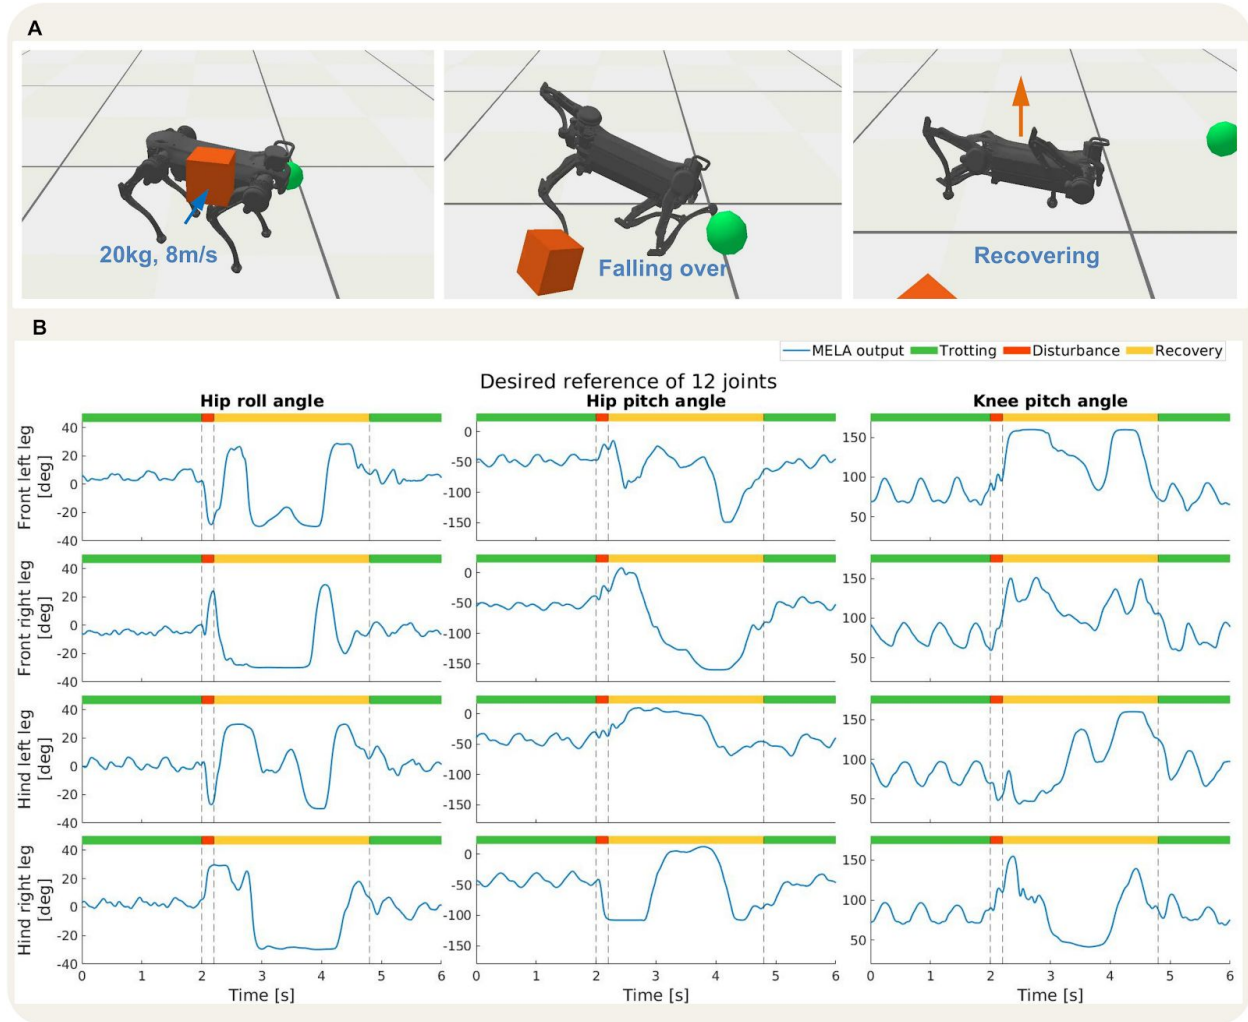 A
20kg, 8m/s
Falling over
Recovering
B
MELA output Trotting Disturbance Recovery
Desired reference of 12 joints
Hip roll angle Hip pitch angle Knee pitch angle
Front left leg
[deg]
40
20
0
-20
-40
0
-50
-100
-150
150
100
50
Front right leg
[deg]
40
20
0
-20
-40
0
-50
-100
-150
150
100
50
Hind left leg
[deg]
40
20
0
-20
-40
0
-50
-100
-150
150
100
50
Hind right leg
[deg]
40
20
0
-20
-40
0
-50
-100
-150
150
100
50
0 1 2 3 4 5 6
0 1 2 3 4 5 6
0 1 2 3 4 5 6
Time [s] Time [s] Time [s]